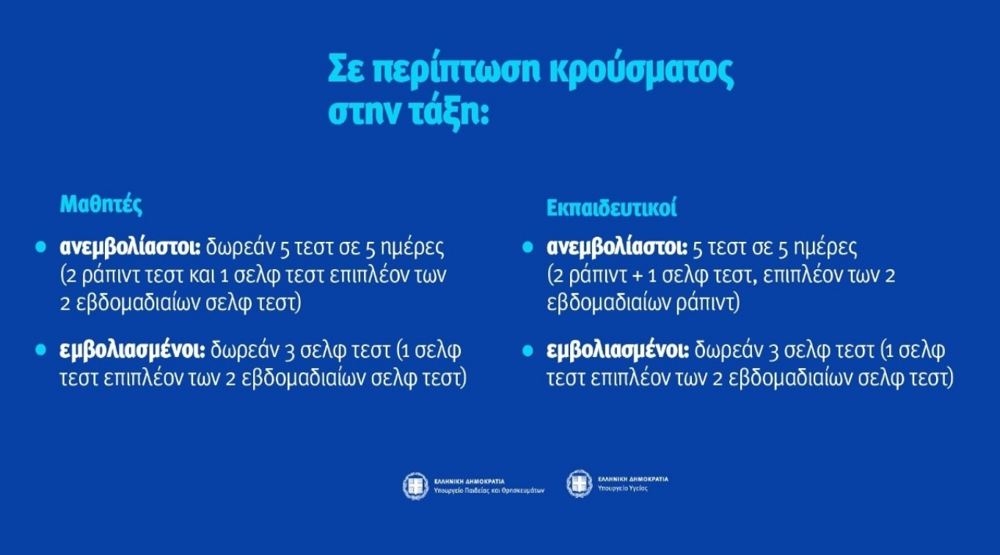 Σε περίπτωση κρούσματος
στην τάξη:
Μαθητές
ανεμβολίαστοι: δωρεάν 5 τεστ σε 5 ημέρες
(2 ράπιντ τεστ και 1 σελφ τεστ επιπλέον των
2 εβδομαδιαίων σελφ τεστ)
εμβολιασμένοι: δωρεάν 3 σελφ τεστ (1 σελφ
τεστ επιπλέον των 2 εβδομαδιαίων σελφ τεστ)
Εκπαιδευτικοί
ανεμβολίαστοι: 5 τεστ σε 5 ημέρες
(2 ράπιντ + 1 σελφ τεστ, επιπλέον των 2
εβδομαδιαίων ράπιντ)
εμβολιασμένοι: δωρεάν 3 σελφ τεστ (1 σελφ
τεστ επιπλέον των 2 εβδομαδιαίων σελφ τεστ)
ΕΛΛΗΝΙΚΗ ΔΗΜΟΚΡΑΤΙΑ
Υπουργείο Παιδείας και Θρησκευμάτων
ΕΛΛΗΝΙΚΗ ΔΗΜΟΚΡΑΤΙΑ
Υπουργείο Υγείας